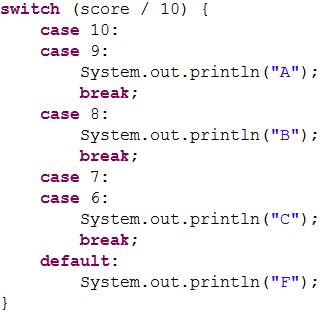 switch (score / 10) {
    case 10:
    case 9:
        System.out.println("A");
        break;
    case 8:
        System.out.println("B");
        break;
    case 7:
    case 6:
        System.out.println("C");
        break;
    default:
        System.out.println("F");
}